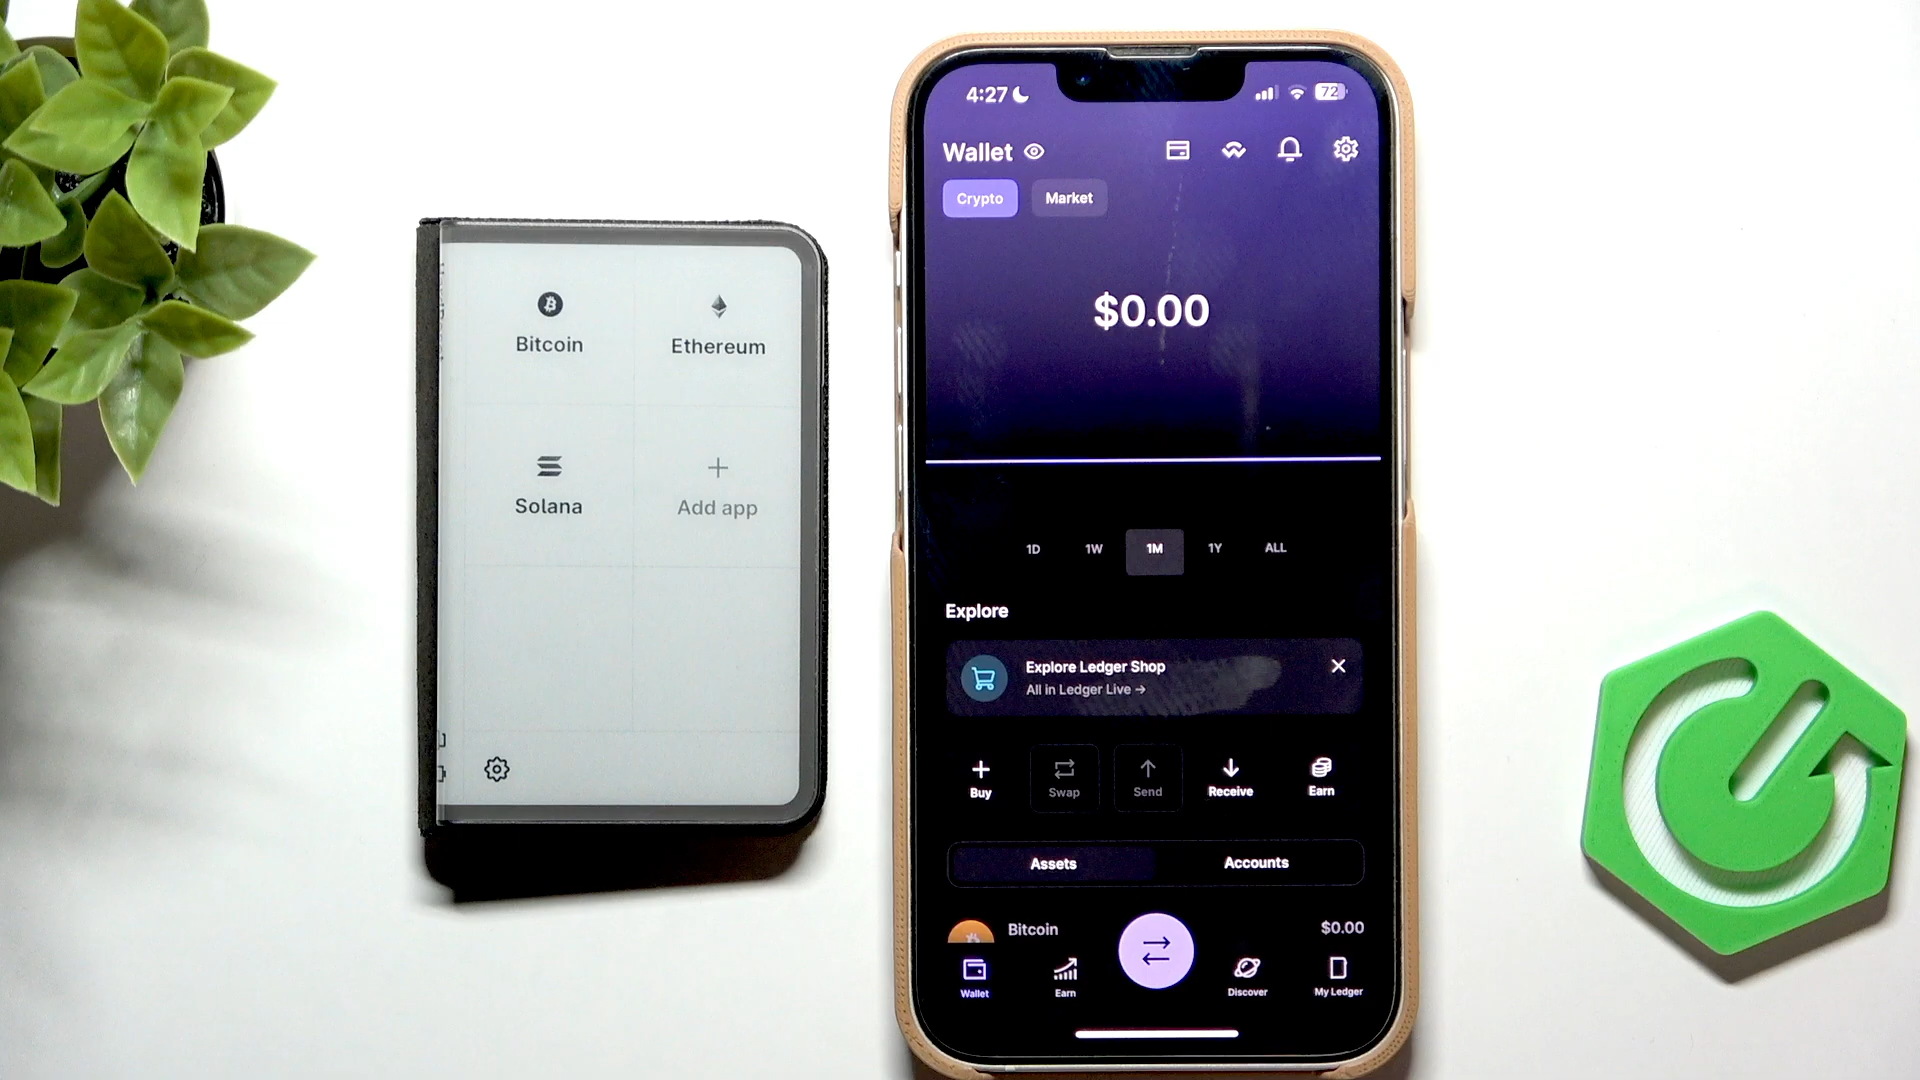 Bitcoin
Ethereum
Solana
Add app
4:27
72
Wallet
Crypto
Market
$0.00
1D 1W 1M 1Y ALL
Explore
Explore Ledger Shop
All in Ledger Live →
Buy
Swap
Send
Receive
Earn
Assets
Accounts
Bitcoin
$0.00
Wallet
Earn
Discover
My Ledger